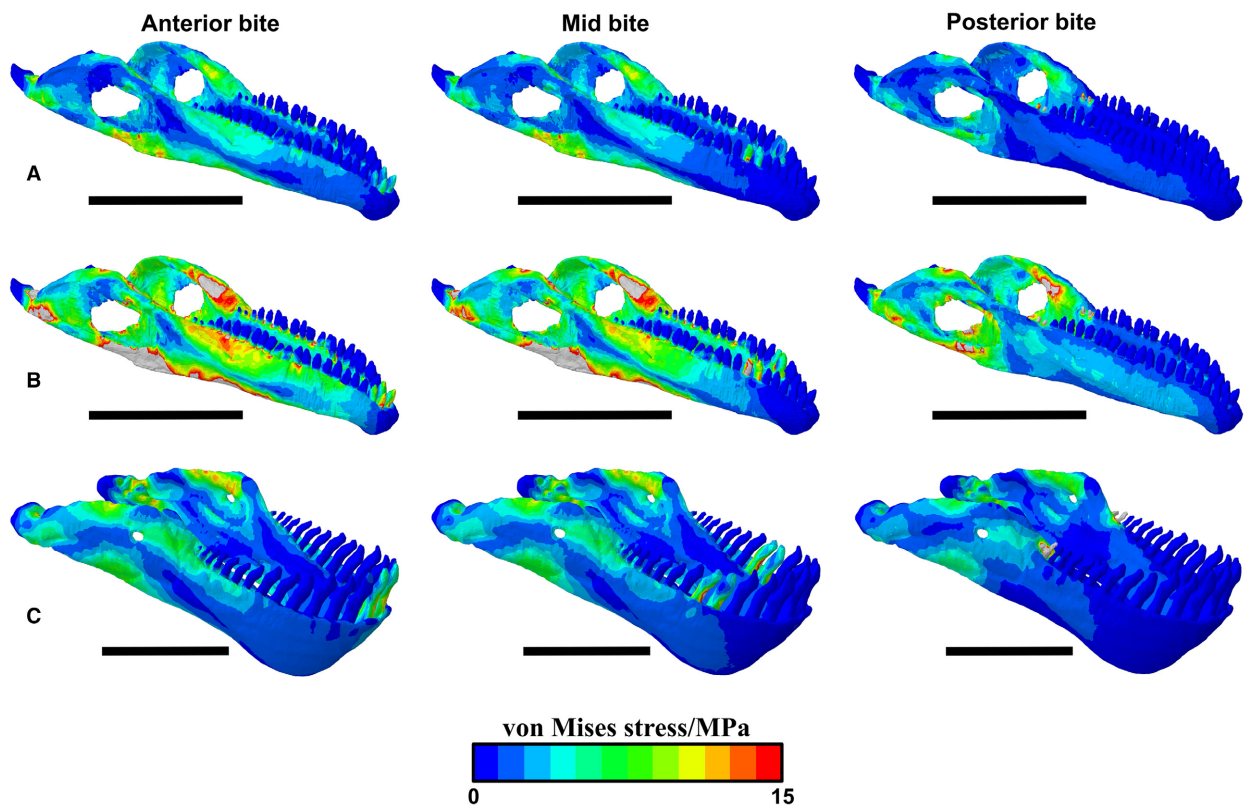 Anterior bite
Mid bite
Posterior bite
A
B
C
von Mises stress/MPa
0
15